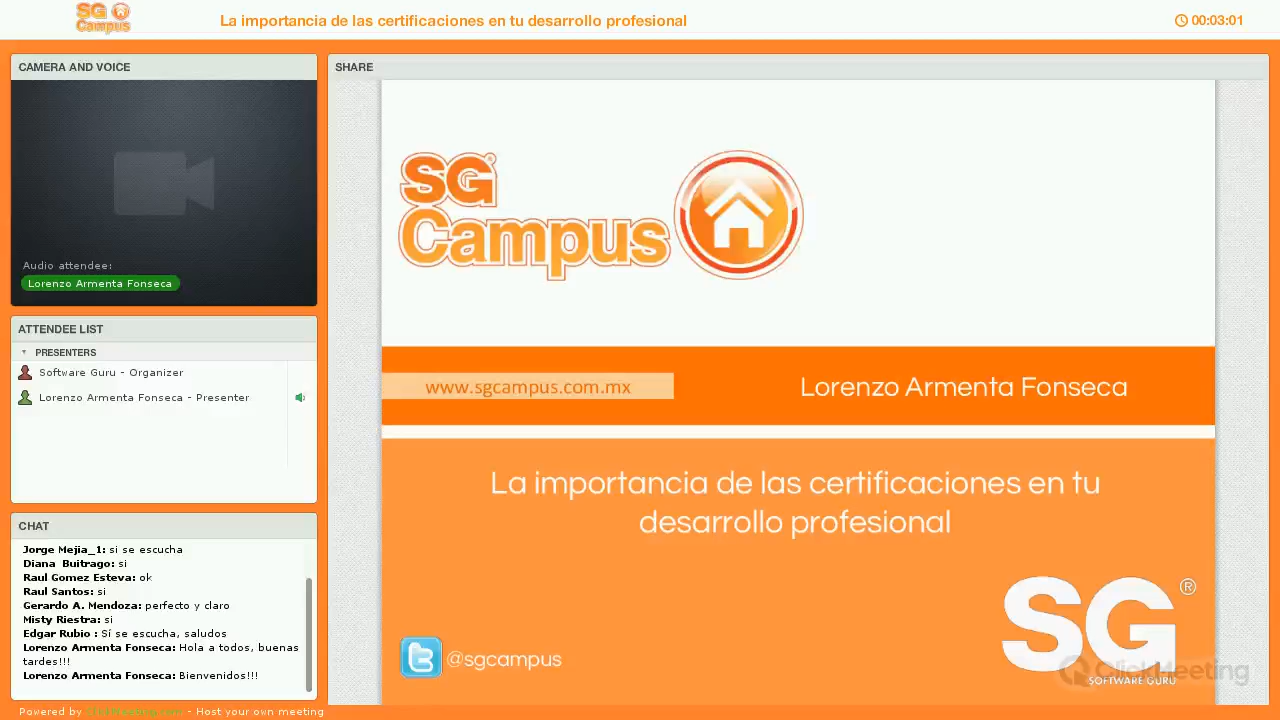 SG
Campus
La importancia de las certificaciones en tu desarrollo profesional
00:03:01
CAMERA AND VOICE
Audio attendee:
Lorenzo Armenta Fonseca
ATTENDEE LIST
PRESENTERS
Software Guru - Organizer
Lorenzo Armenta Fonseca - Presenter
CHAT
Jorge Mejia_1: si se escucha
Diana Buitrago: si
Raul Gomez Esteva: ok
Raul Santos: si
Gerardo A. Mendoza: perfecto y claro
Misty Riestra: si
Edgar Rubio : Sí se escucha, saludos
Lorenzo Armenta Fonseca: Hola a todos, buenas
tardes!!!
Lorenzo Armenta Fonseca: Bienvenidos!!!
Powered by ClickMeeting.com - Host your own meeting
SHARE
SG®
Campus
www.sgcampus.com.mx
Lorenzo Armenta Fonseca
La importancia de las certificaciones en tu
desarrollo profesional
@sgcampus
SG®
SOFTWARE GURU
ClickMeeting